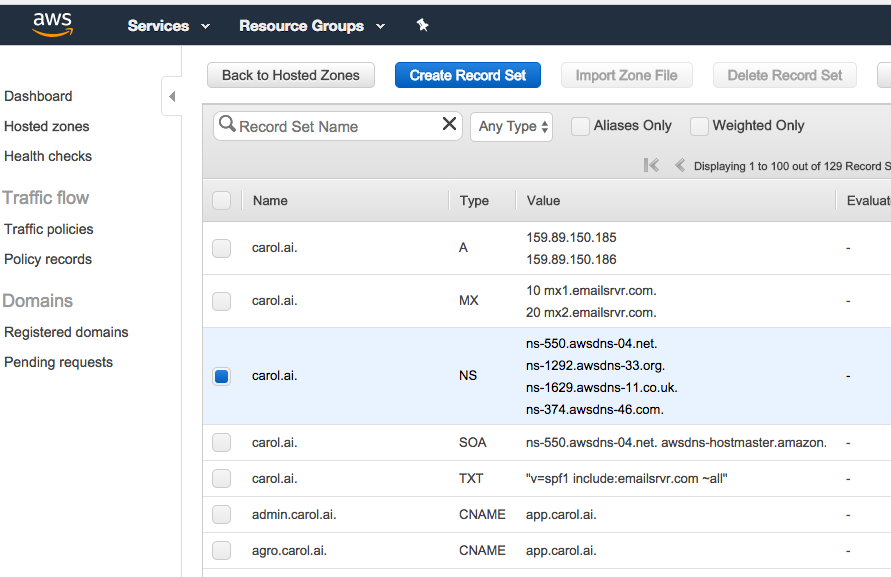 aws
Services
Resource Groups
Dashboard
Hosted zones
Health checks
Traffic flow
Traffic policies
Policy records
Domains
Registered domains
Pending requests
Back to Hosted Zones
Create Record Set
Import Zone File
Delete Record Set
Record Set Name
Any Type
Aliases Only
Weighted Only
Displaying 1 to 100 out of 129 Record S
Name Type Value Evaluat
carol.ai. A 159.89.150.185 -
159.89.150.186
carol.ai. MX 10 mx1.emailsrvr.com. -
20 mx2.emailsrvr.com.
carol.ai. NS ns-550.awsdns-04.net. -
ns-1292.awsdns-33.org.
ns-1629.awsdns-11.co.uk.
ns-374.awsdns-46.com.
carol.ai. SOA ns-550.awsdns-04.net. awsdns-hostmaster.amazon. -
carol.ai. TXT "v=spf1 include:emailsrvr.com ~all" -
admin.carol.ai. CNAME app.carol.ai. -
agro.carol.ai. CNAME app.carol.ai. -